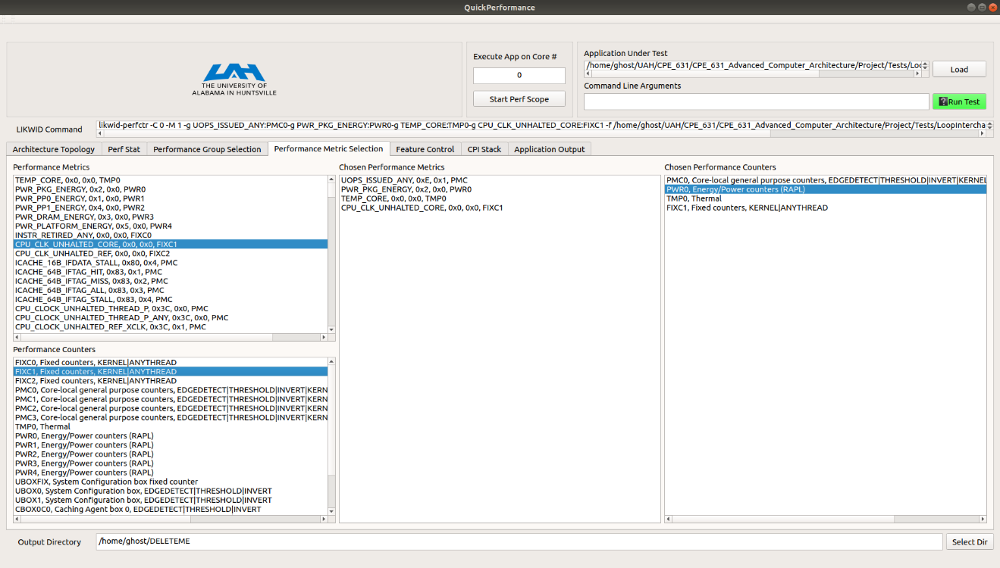 QuickPerformance
THE UNIVERSITY OF
ALABAMA IN HUNTSVILLE
Execute App on Core #
0
Start Perf Scope
Application Under Test
/home/ghost/UAH/CPE_631/CPE_631_Advanced_Computer_Architecture/Project/Tests/Loo
Load
Command Line Arguments
Run Test
LIKWID Command
likwid-perfctr -C 0 -M 1 -g UOPS_ISSUED_ANY:PMC0-g PWR_PKG_ENERGY:PWR0-g TEMP_CORE:TMP0-g CPU_CLK_UNHALTED_CORE:FIXC1 -f /home/ghost/UAH/CPE_631/CPE_631_Advanced_Computer_Architecture/Project/Tests/LoopIntercha
Architecture Topology
Perf Stat
Performance Group Selection
Performance Metric Selection
Feature Control
CPI Stack
Application Output
Performance Metrics
TEMP_CORE, 0x0, 0x0, TMP0
PWR_PKG_ENERGY, 0x2, 0x0, PWR0
PWR_PP0_ENERGY, 0x1, 0x0, PWR1
PWR_PP1_ENERGY, 0x4, 0x0, PWR2
PWR_DRAM_ENERGY, 0x3, 0x0, PWR3
PWR_PLATFORM_ENERGY, 0x5, 0x0, PWR4
INSTR_RETIRED_ANY, 0x0, 0x0, FIXC0
CPU_CLK_UNHALTED_CORE, 0x0, 0x0, FIXC1
CPU_CLK_UNHALTED_REF, 0x0, 0x0, FIXC2
ICACHE_16B_IFDATA_STALL, 0x80, 0x4, PMC
ICACHE_64B_IFTAG_HIT, 0x83, 0x1, PMC
ICACHE_64B_IFTAG_MISS, 0x83, 0x2, PMC
ICACHE_64B_IFTAG_ALL, 0x83, 0x3, PMC
ICACHE_64B_IFTAG_STALL, 0x83, 0x4, PMC
CPU_CLOCK_UNHALTED_THREAD_P, 0x3C, 0x0, PMC
CPU_CLOCK_UNHALTED_THREAD_P_ANY, 0x3C, 0x0, PMC
CPU_CLOCK_UNHALTED_REF_XCLK, 0x3C, 0x1, PMC
Performance Counters
FIXC0, Fixed counters, KERNEL|ANYTHREAD
FIXC1, Fixed counters, KERNEL|ANYTHREAD
FIXC2, Fixed counters, KERNEL|ANYTHREAD
PMC0, Core-local general purpose counters, EDGEDETECT|THRESHOLD|INVERT|KERN
PMC1, Core-local general purpose counters, EDGEDETECT|THRESHOLD|INVERT|KERN
PMC2, Core-local general purpose counters, EDGEDETECT|THRESHOLD|INVERT|KERN
PMC3, Core-local general purpose counters, EDGEDETECT|THRESHOLD|INVERT|KERN
TMP0, Thermal
PWR0, Energy/Power counters (RAPL)
PWR1, Energy/Power counters (RAPL)
PWR2, Energy/Power counters (RAPL)
PWR3, Energy/Power counters (RAPL)
PWR4, Energy/Power counters (RAPL)
UBOXFIX, System Configuration box fixed counter
UBOX0, System Configuration box, EDGEDETECT|THRESHOLD|INVERT
UBOX1, System Configuration box, EDGEDETECT|THRESHOLD|INVERT
CBOX0C0, Caching Agent box 0, EDGEDETECT|THRESHOLD|INVERT
Chosen Performance Metrics
UOPS_ISSUED_ANY, 0xE, 0x1, PMC
PWR_PKG_ENERGY, 0x2, 0x0, PWR0
TEMP_CORE, 0x0, 0x0, TMP0
CPU_CLK_UNHALTED_CORE, 0x0, 0x0, FIXC1
Chosen Performance Counters
PMC0, Core-local general purpose counters, EDGEDETECT|THRESHOLD|INVERT|KERNEL
PWR0, Energy/Power counters (RAPL)
TMP0, Thermal
FIXC1, Fixed counters, KERNEL|ANYTHREAD
Output Directory
/home/ghost/DELETEME
Select Dir